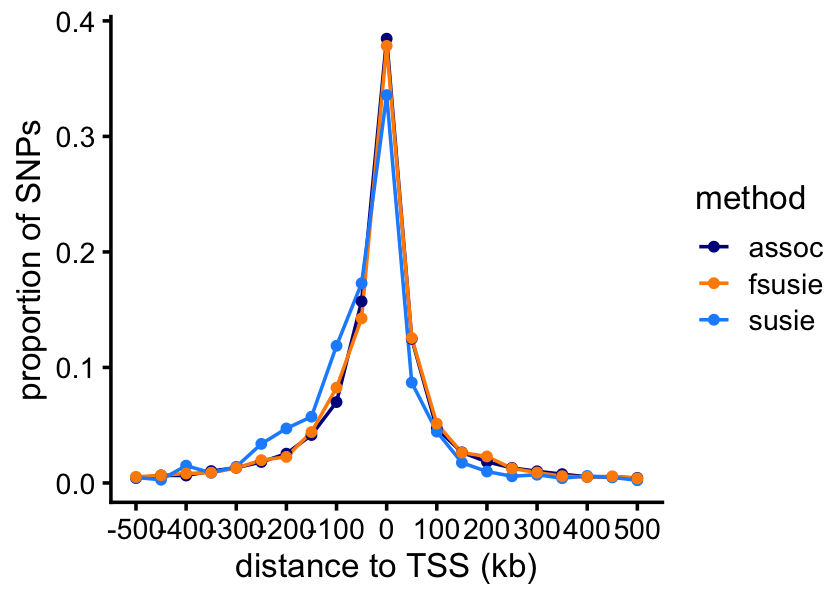 0.4
0.3
0.2
0.1
0.0
proportion of SNPs
-500 -400 -300 -200 -100 0 100 200 300 400 500
distance to TSS (kb)
method
assoc
fsusie
susie